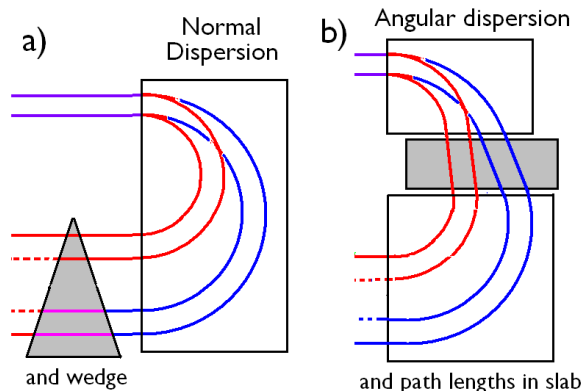 a)
Normal
Dispersion
and wedge
b)
Angular dispersion
and path lengths in slab